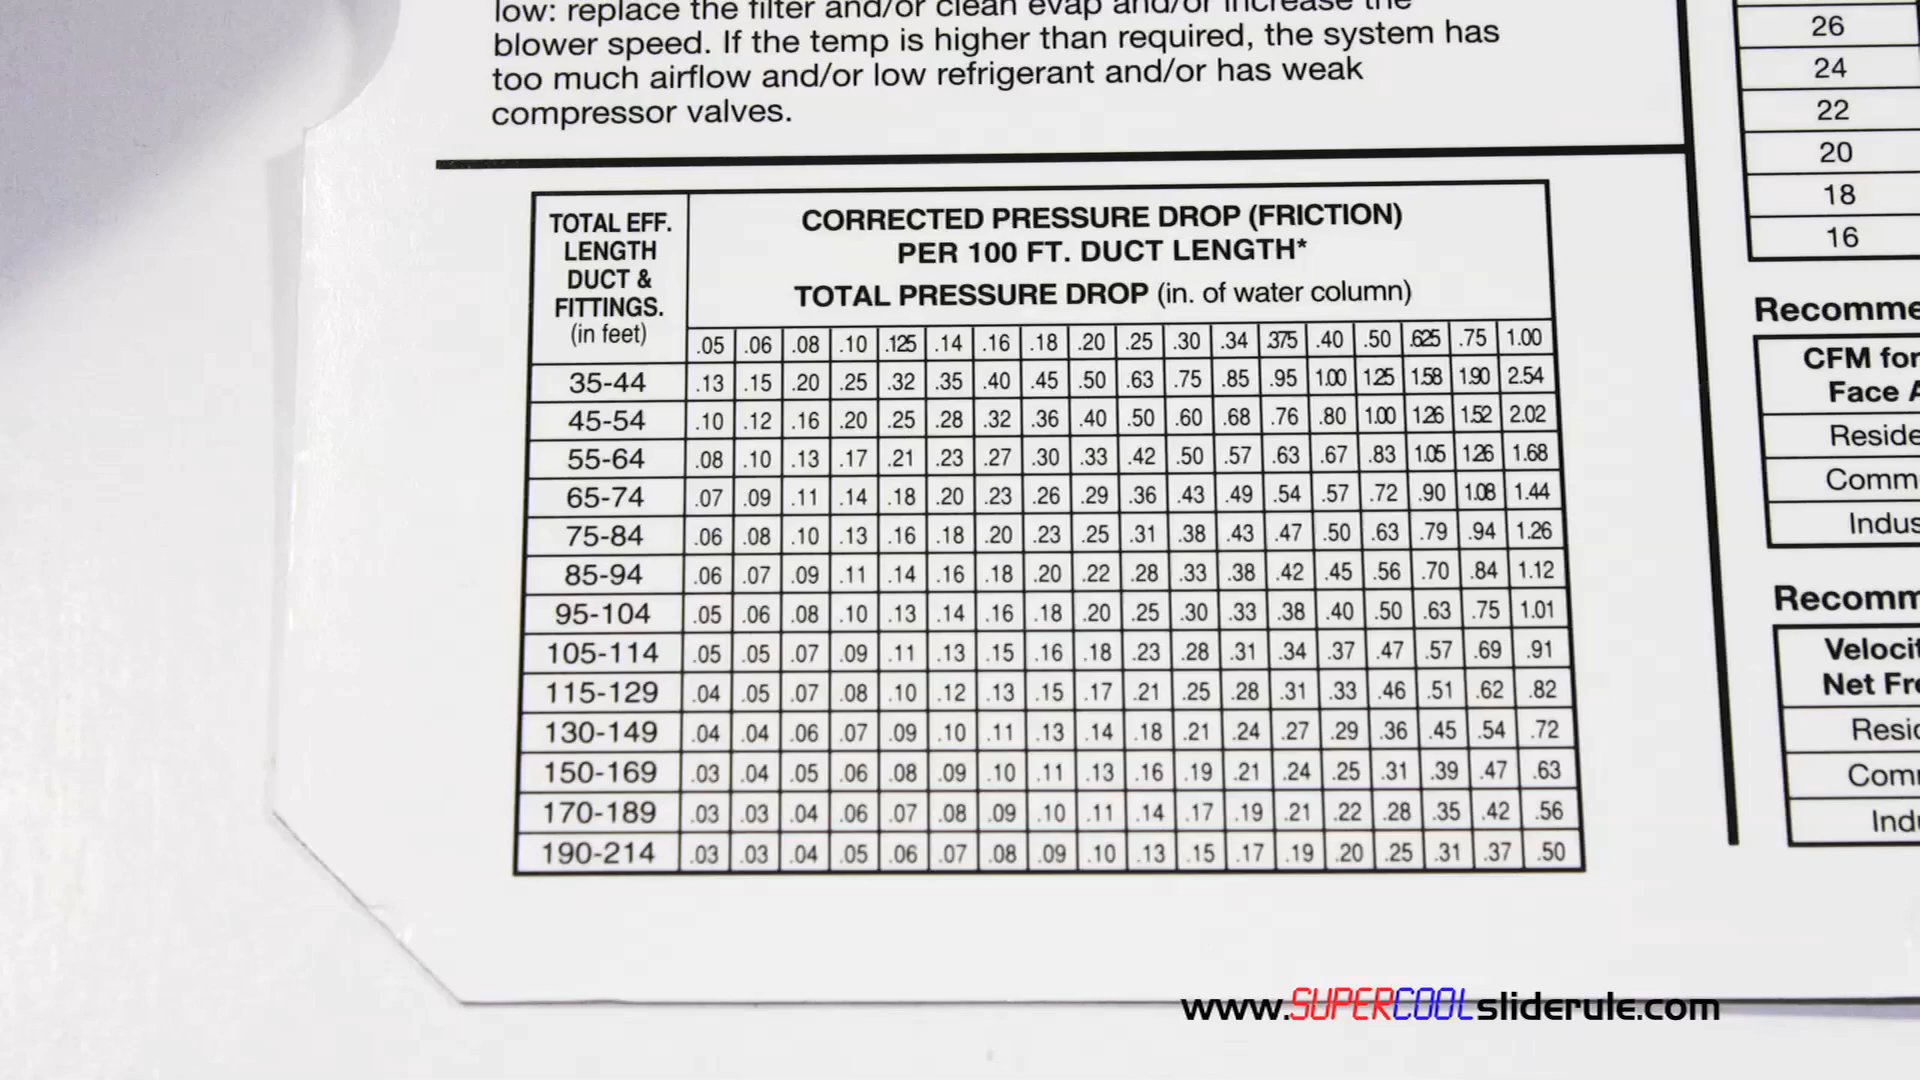 low: replace the filter and/or clean evap and/or increase the
blower speed. If the temp is higher than required, the system has
too much airflow and/or low refrigerant and/or has weak
compressor valves.
TOTAL EFF.
LENGTH
DUCT &
FITTINGS.
(in feet)
CORRECTED PRESSURE DROP (FRICTION)
PER 100 FT. DUCT LENGTH*
TOTAL PRESSURE DROP (in. of water column)
.05 .06 .08 .10 .125 .14 .16 .18 .20 .25 .30 .34 .375 .40 .50 .625 .75 1.00
35-44 .13 .15 .20 .25 .32 .35 .40 .45 .50 .63 .75 .85 .95 1.00 1.25 1.58 1.90 2.54
45-54 .10 .12 .16 .20 .25 .28 .32 .36 .40 .50 .60 .68 .76 .80 1.00 1.26 1.52 2.02
55-64 .08 .10 .13 .17 .21 .23 .27 .30 .33 .42 .50 .57 .63 .67 .83 1.05 1.26 1.68
65-74 .07 .09 .11 .14 .18 .20 .23 .26 .29 .36 .43 .49 .54 .57 .72 .90 1.08 1.44
75-84 .06 .08 .10 .13 .16 .18 .20 .23 .25 .31 .38 .43 .47 .50 .63 .79 .94 1.26
85-94 .06 .07 .09 .11 .14 .16 .18 .20 .22 .28 .33 .38 .42 .45 .56 .70 .84 1.12
95-104 .05 .06 .08 .10 .13 .14 .16 .18 .20 .25 .30 .33 .38 .40 .50 .63 .75 1.01
105-114 .05 .05 .07 .09 .11 .13 .15 .16 .18 .23 .28 .31 .34 .37 .47 .57 .69 .91
115-129 .04 .05 .07 .08 .10 .12 .13 .15 .17 .21 .25 .28 .31 .33 .46 .51 .62 .82
130-149 .04 .04 .06 .07 .09 .10 .11 .13 .14 .18 .21 .24 .27 .29 .36 .45 .54 .72
150-169 .03 .04 .05 .06 .08 .09 .10 .11 .13 .16 .19 .21 .24 .25 .31 .39 .47 .63
170-189 .03 .03 .04 .06 .07 .08 .09 .10 .11 .14 .17 .19 .21 .22 .28 .35 .42 .56
190-214 .03 .03 .04 .05 .06 .07 .08 .09 .10 .13 .15 .17 .19 .20 .25 .31 .37 .50
26
24
22
20
18
16
Recomme
CFM for
Face A
Reside
Comm
Indus
Recomm
Velocit
Net Fre
Resid
Comm
Indu
www.SUPERCOOLsliderule.com